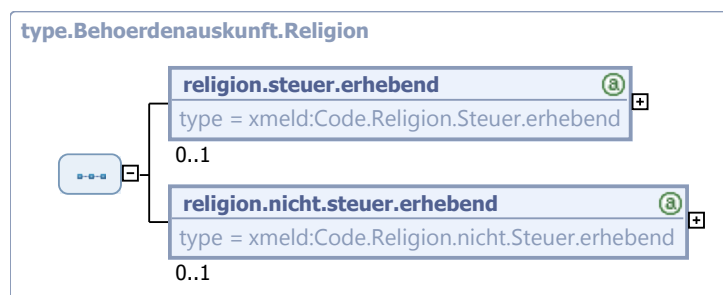 type.Behoerdenauskunft.Religion
religion.steuer.erhebend
type = xmeld:Code.Religion.Steuer.erhebend
0..1
religion.nicht.steuer.erhebend
type = xmeld:Code.Religion.nicht.Steuer.erhebend
0..1